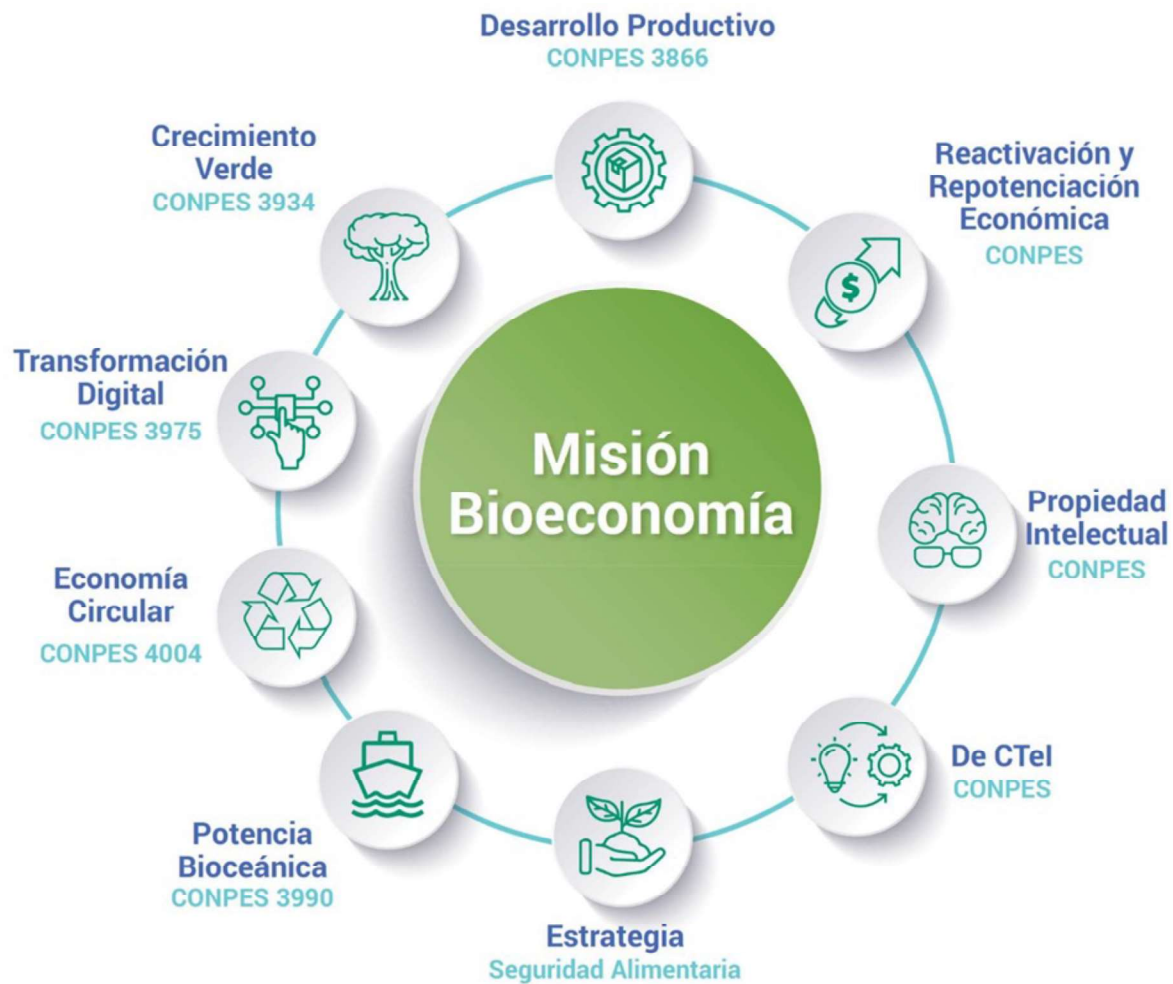 Desarrollo Productivo
CONPES 3866
Reactivación y
Repotenciación
Económica
CONPES
Propiedad
Intelectual
CONPES
De CTeI
CONPES
Estrategia
Seguridad Alimentaria
Potencia
Bioceánica
CONPES 3990
Economía
Circular
CONPES 4004
Transformación
Digital
CONPES 3975
Crecimiento
Verde
CONPES 3934
$
Misión
Bioeconomía